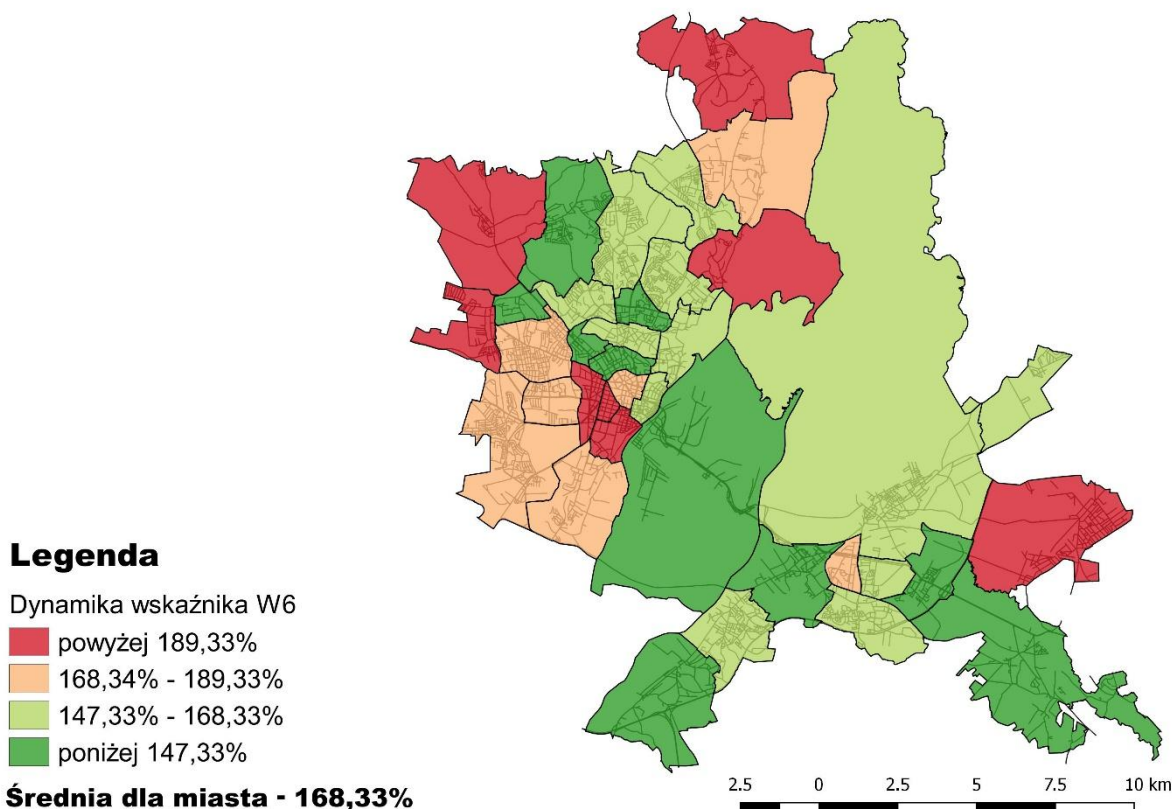 Legenda
Dynamika wskaźnika W6
powyżej 189,33%
168,34% - 189,33%
147,33% - 168,33%
poniżej 147,33%
Średnia dla miasta - 168,33%
2.5 0 2.5 5 7.5 10 km